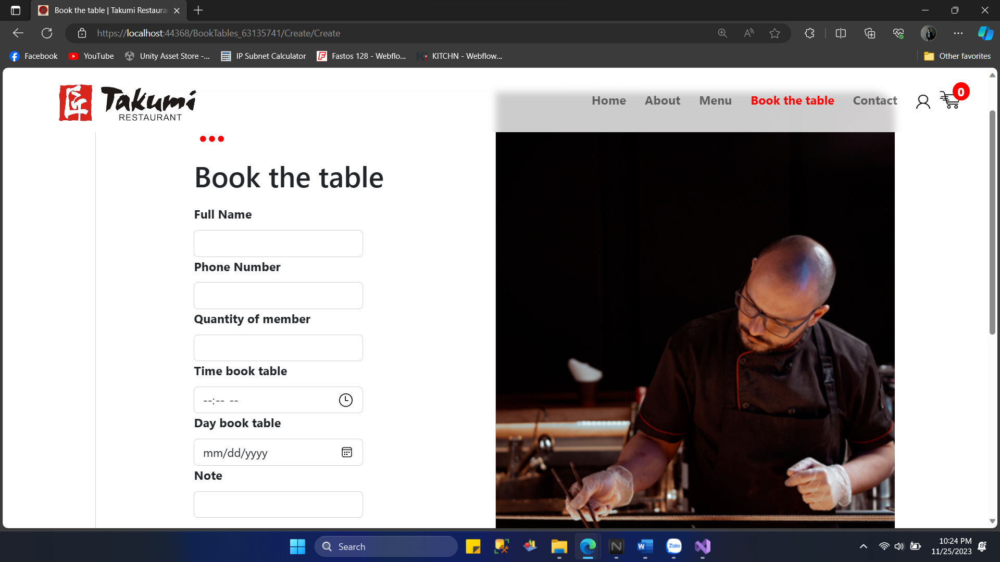 Book the table | Takumi Restaura
https://localhost:44368/BookTables_63135741/Create/Create
Facebook
YouTube
Unity Asset Store -...
IP Subnet Calculator
Fastos 128 - Webflo...
KITCHN - Webflow...
Other favorites
匠 Takumi
RESTAURANT
Home
About
Menu
Book the table
Contact
0
Book the table
Full Name
Phone Number
Quantity of member
Time book table
--:-- --
Day book table
mm/dd/yyyy
Note
Search
Zalo
10:24 PM
11/25/2023